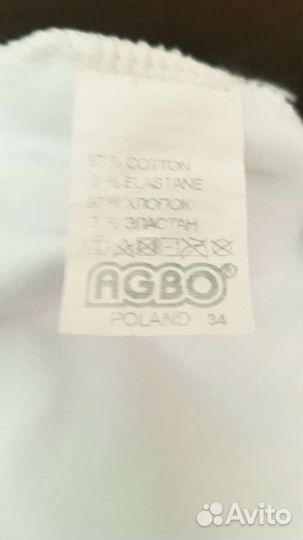 97 % COTTON
3 % ELASTANE
97 % ХЛОПОК
3 % ЭЛАСТАН
AGBO®
POLAND 34
Avito